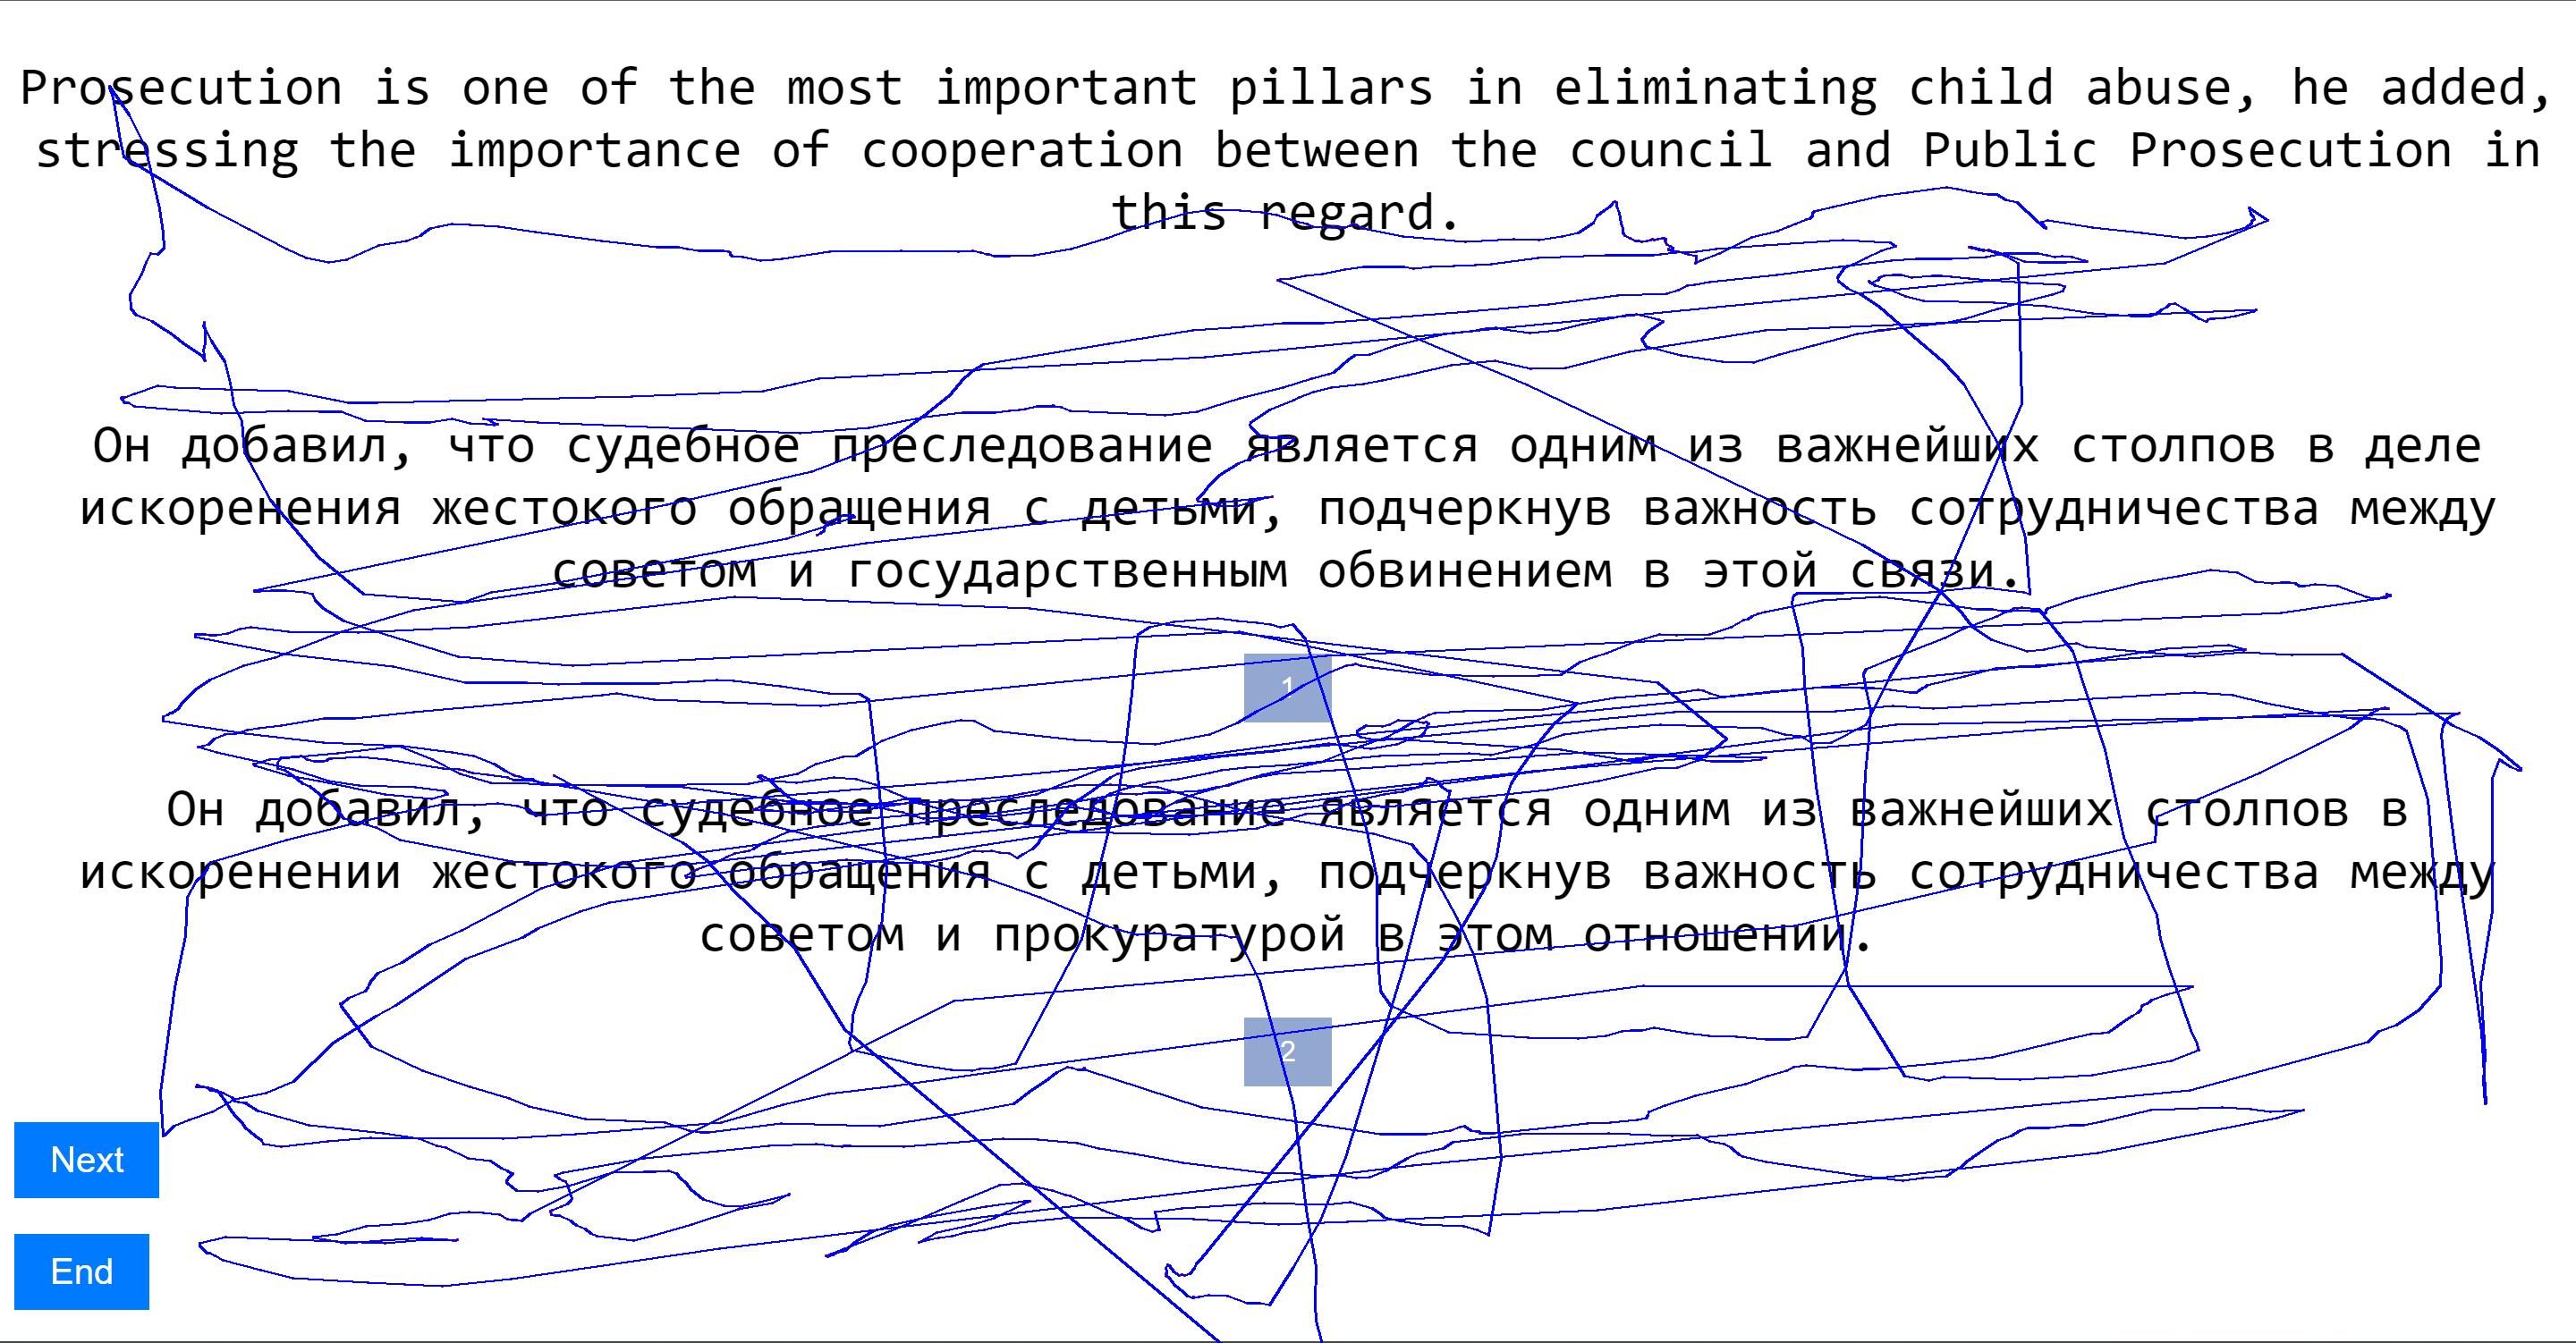 Prosecution is one of the most important pillars in eliminating child abuse, he added,
stressing the importance of cooperation between the council and Public Prosecution in
this regard.
Он добавил, что судебное преследование является одним из важнейших столпов в деле
искоренения жестокого обращения с детьми, подчеркнув важность сотрудничества между
советом и государственным обвинением в этой связи.
1
Он добавил, что судебное преследование является одним из важнейших столпов в
искоренении жестокого обращения с детьми, подчеркнув важность сотрудничества между
советом и прокуратурой в этом отношении.
2
Next
End